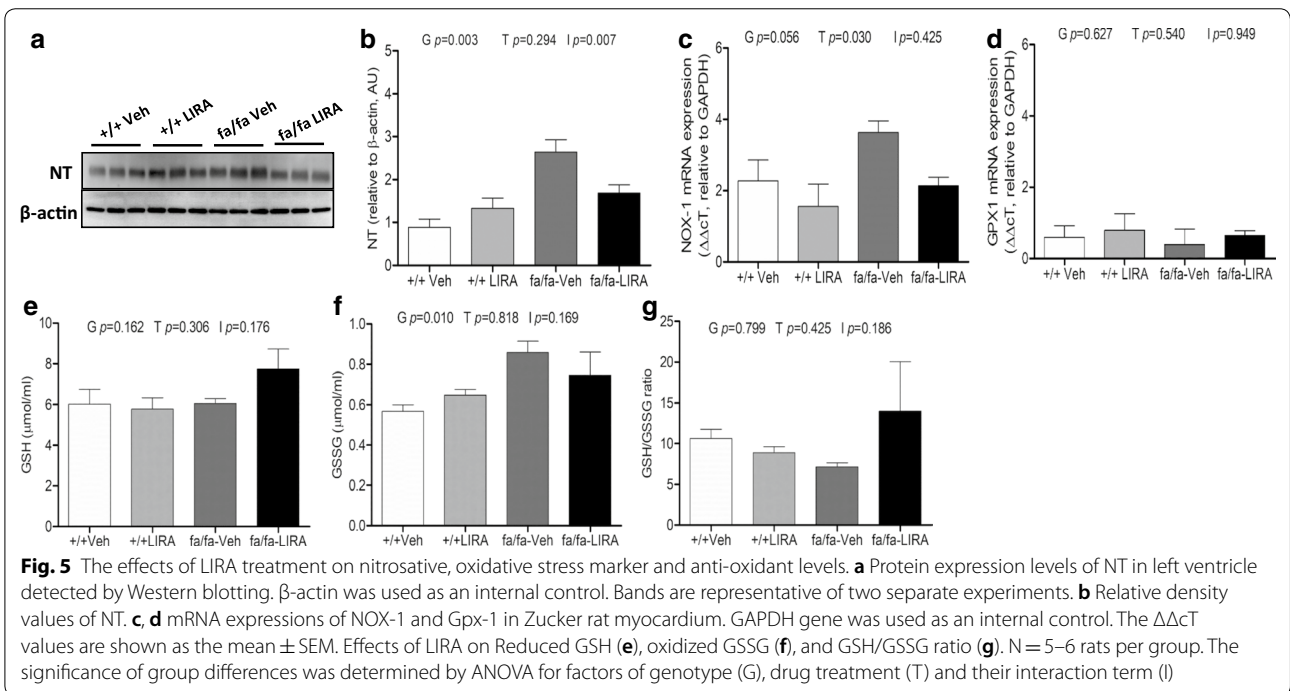 a
+/+ Veh +/+ LIRA fa/fa Veh fa/fa LIRA
NT
β-actin
b
G p=0.003 T p=0.294 I p=0.007
NT (relative to β-actin, AU)
5
4
3
2
1
0
+/+ Veh +/+ LIRA fa/fa-Veh fa/fa-LIRA
c
G p=0.056 T p=0.030 I p=0.425
NOX-1 mRNA expression
(ΔΔcT, relative to GAPDH)
6
4
2
0
+/+ Veh +/+ LIRA fa/fa-Veh fa/fa-LIRA
d
G p=0.627 T p=0.540 I p=0.949
GPX1 mRNA expression
(ΔΔcT, relative to GAPDH)
6
4
2
0
+/+ Veh +/+ LIRA fa/fa-Veh fa/fa-LIRA
e
G p=0.162 T p=0.306 I p=0.176
GSH (μmol/ml)
10
8
6
4
2
0
+/+Veh +/+LIRA fa/fa-Veh fa/fa-LIRA
f
G p=0.010 T p=0.818 I p=0.169
GSSG (μmol/ml)
1.0
0.8
0.6
0.4
0.2
0.0
+/+Veh +/+LIRA fa/fa-Veh fa/fa-LIRA
g
G p=0.799 T p=0.425 I p=0.186
GSH/GSSG ratio
25
20
15
10
5
0
+/+Veh +/+LIRA fa/fa-Veh fa/fa-LIRA
Fig. 5 The effects of LIRA treatment on nitrosative, oxidative stress marker and anti-oxidant levels. a Protein expression levels of NT in left ventricle
detected by Western blotting. β-actin was used as an internal control. Bands are representative of two separate experiments. b Relative density
values of NT. c, d mRNA expressions of NOX-1 and Gpx-1 in Zucker rat myocardium. GAPDH gene was used as an internal control. The ΔΔcT
values are shown as the mean ± SEM. Effects of LIRA on Reduced GSH (e), oxidized GSSG (f), and GSH/GSSG ratio (g). N = 5–6 rats per group. The
significance of group differences was determined by ANOVA for factors of genotype (G), drug treatment (T) and their interaction term (I)